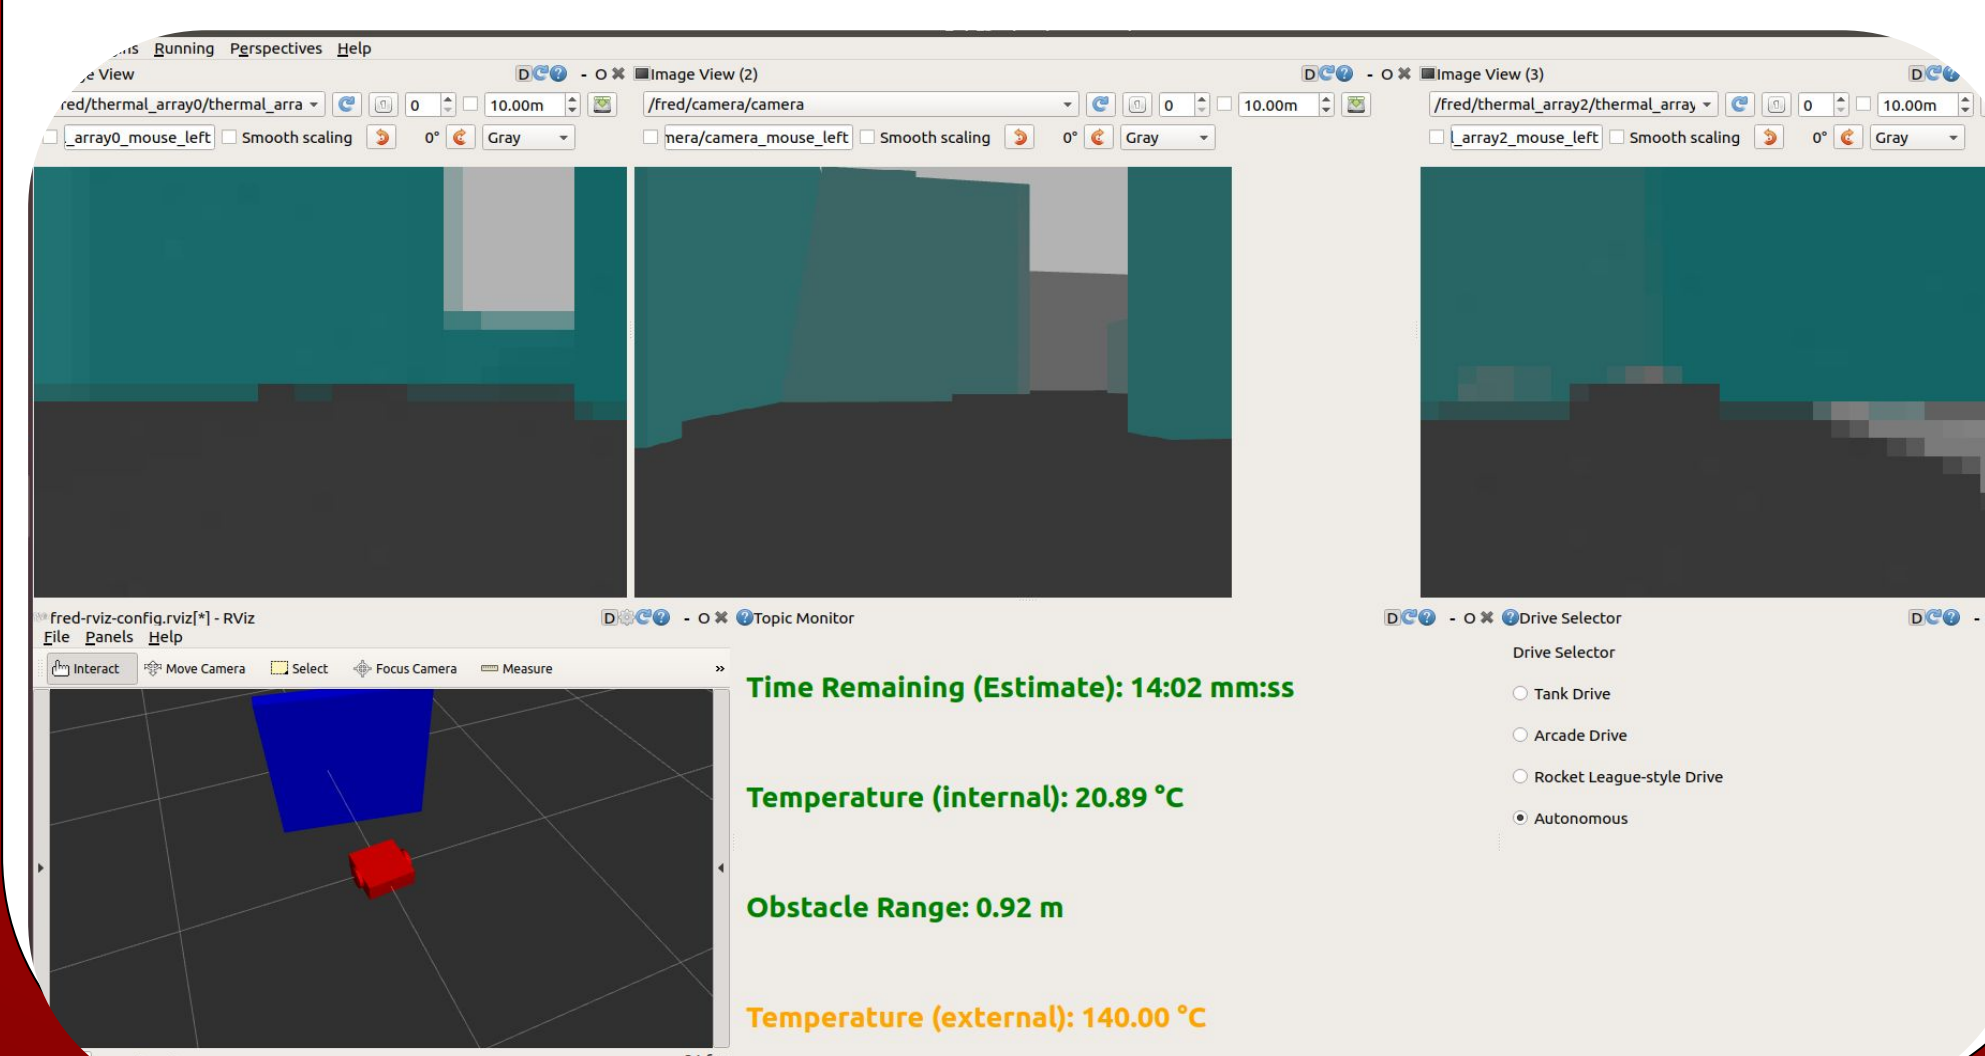 Running Perspectives Help
View
Image View (2)
Image View (3)
red/thermal_array0/thermal_arra 0 10.00m
/fred/camera/camera 0 10.00m
/fred/thermal_array2/thermal_array 0 10.00m
_array0_mouse_left Smooth scaling 0° Gray
mera/camera_mouse_left Smooth scaling 0° Gray
l_array2_mouse_left Smooth scaling 0° Gray
fred-rviz-config.rviz[*] - RViz
File Panels Help
Interact Move Camera Select Focus Camera Measure »
Topic Monitor
Time Remaining (Estimate): 14:02 mm:ss
Temperature (internal): 20.89 °C
Obstacle Range: 0.92 m
Temperature (external): 140.00 °C
Drive Selector
Drive Selector
Tank Drive
Arcade Drive
Rocket League-style Drive
Autonomous